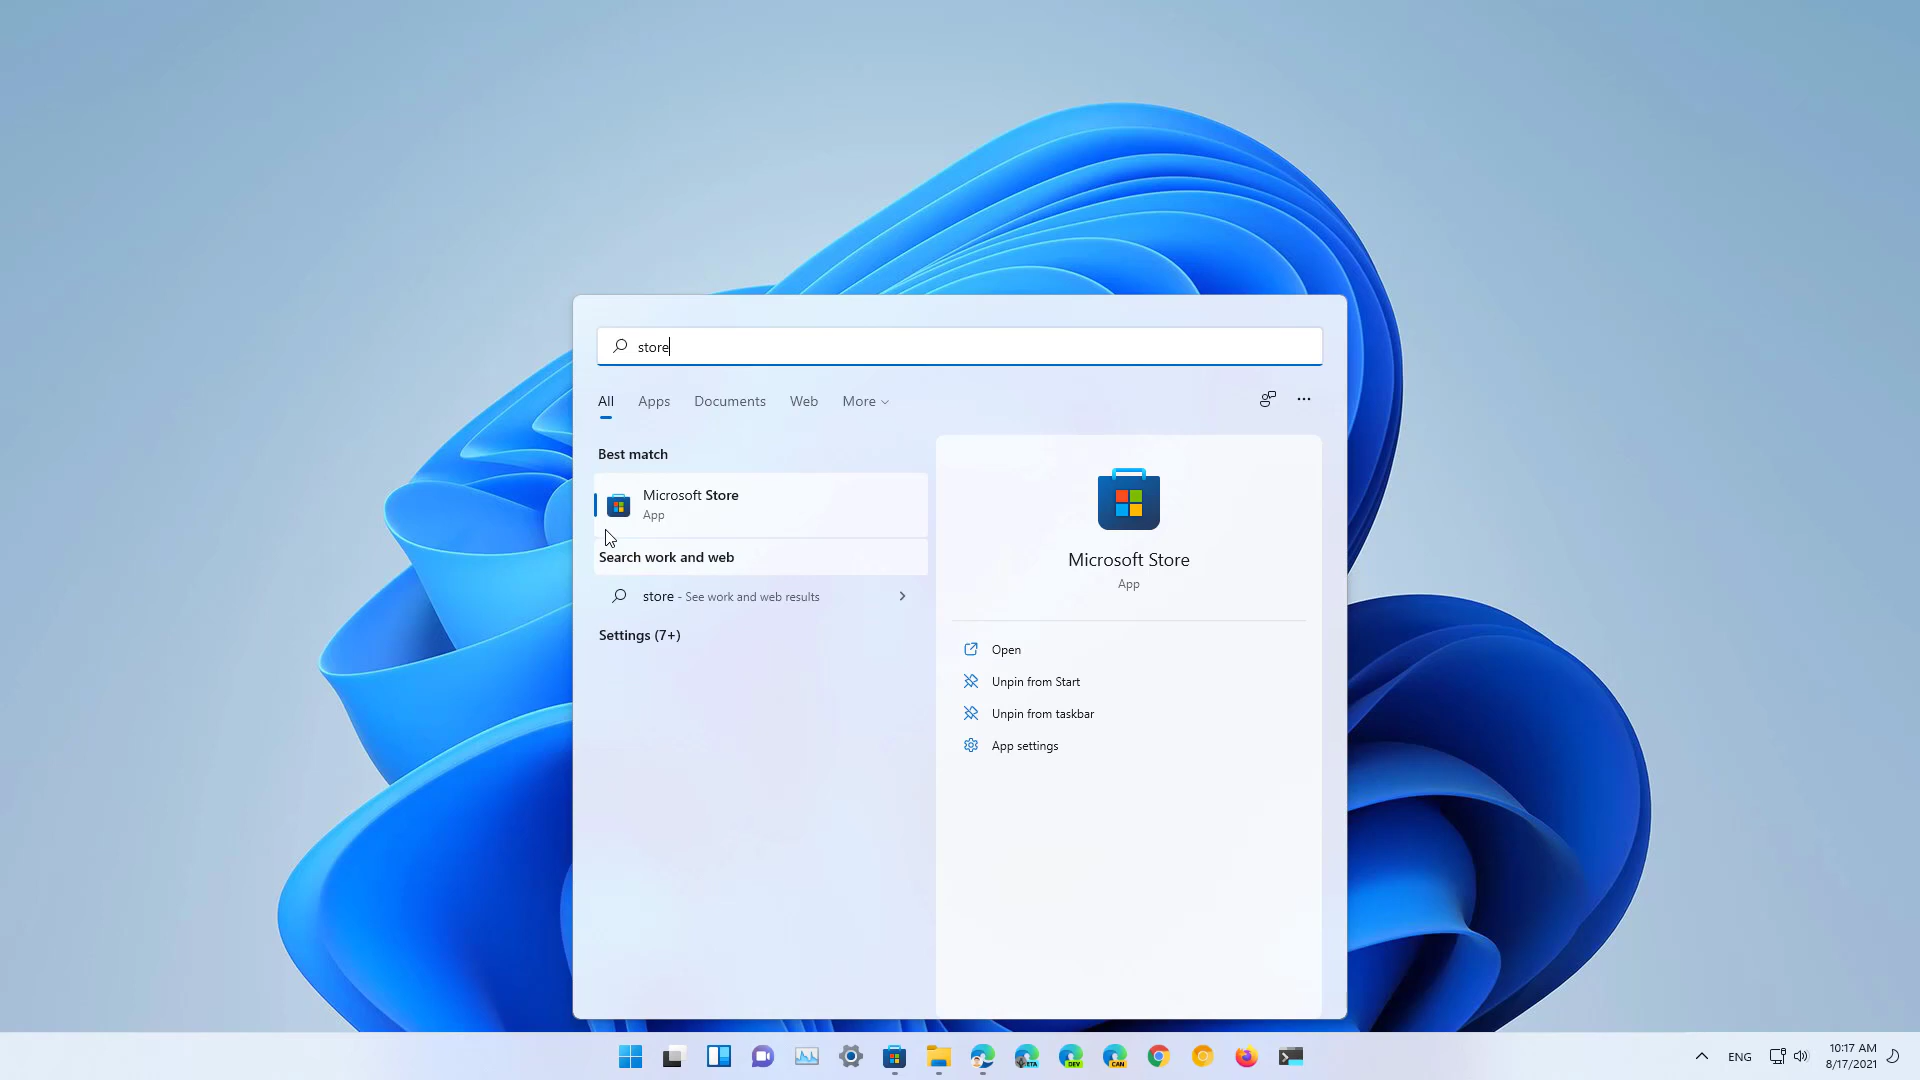 store
All Apps Documents Web More
Best match
Microsoft Store
App
Search work and web
store - See work and web results
Settings (7+)
Microsoft Store
App
Open
Unpin from Start
Unpin from taskbar
App settings
DEV
CAN
ENG
10:17 AM
8/17/2021